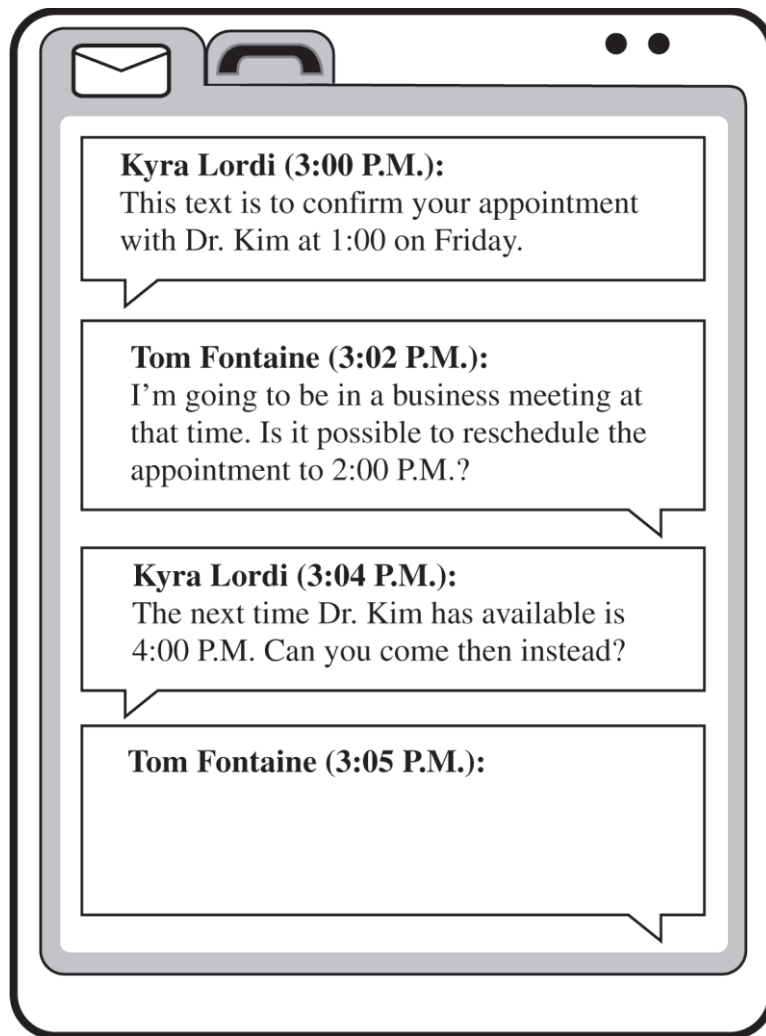 Kyra Lordi (3:00 P.M.):
This text is to confirm your appointment
with Dr. Kim at 1:00 on Friday.
Tom Fontaine (3:02 P.M.):
I’m going to be in a business meeting at
that time. Is it possible to reschedule the
appointment to 2:00 P.M.?
Kyra Lordi (3:04 P.M.):
The next time Dr. Kim has available is
4:00 P.M. Can you come then instead?
Tom Fontaine (3:05 P.M.):